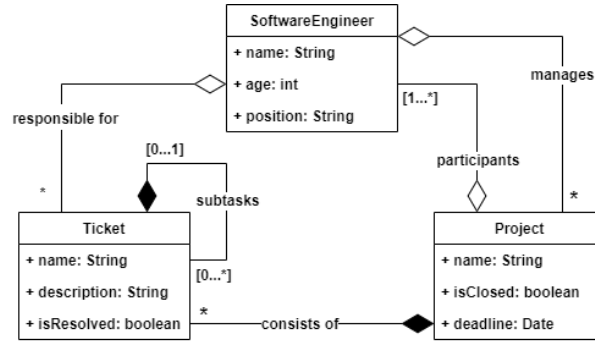 SoftwareEngineer
+ name: String
+ age: int
+ position: String
manages
[1...*]
responsible for
participants
[0...1]
subtasks
*
*
Ticket
+ name: String
+ description: String
+ isResolved: boolean
[0...*]
*
consists of
Project
+ name: String
+ isClosed: boolean
+ deadline: Date